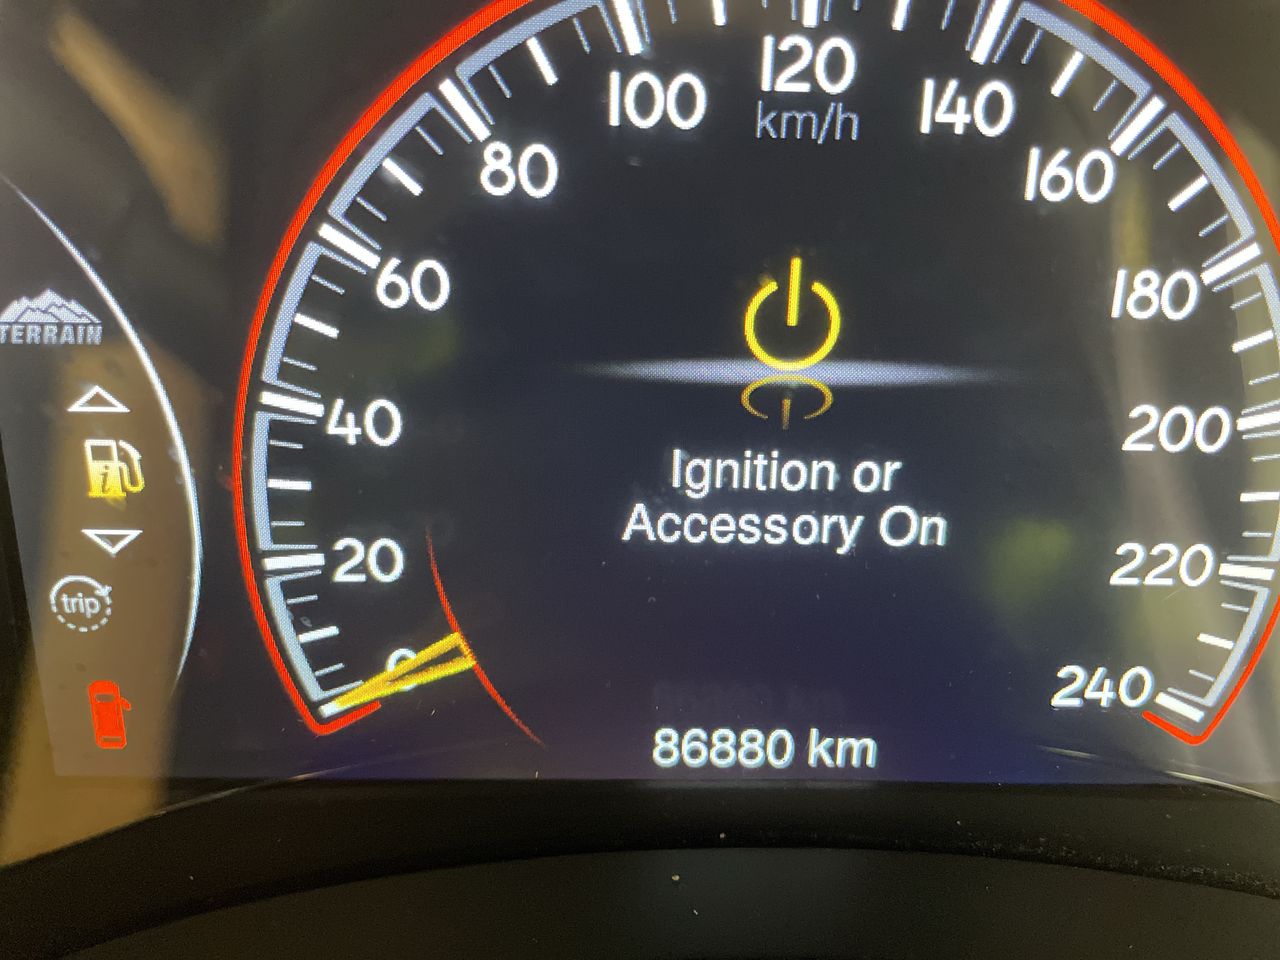 100
120
140
km/h
80
160
60
180
TERRAIN
40
200
Ignition or
Accessory On
20
220
trip
0
240
86880 km